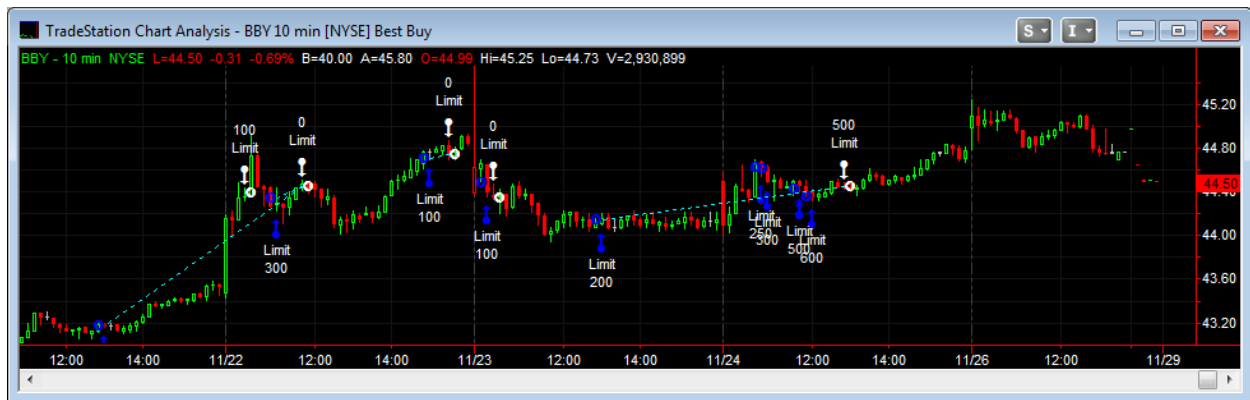 TradeStation Chart Analysis - BBY 10 min [NYSE] Best Buy
S I
BBY - 10 min NYSE L=44.50 -0.31 -0.69% B=40.00 A=45.80 O=44.99 Hi=45.25 Lo=44.73 V=2,930,899
0
Limit
45.20
100
Limit
0
Limit
0
Limit
500
Limit
44.80
44.50
44.40
Limit
100
Limit
250
Limit
300
Limit
500
Limit
600
Limit
300
Limit
100
Limit
200
44.00
43.60
43.20
12:00 14:00 11/22 12:00 14:00 11/23 12:00 14:00 11/24 12:00 14:00 11/26 12:00 11/29